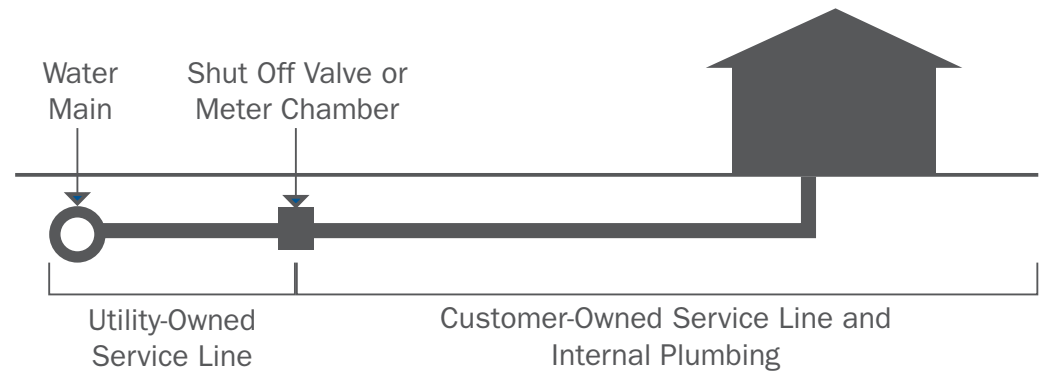 Water
Main
Shut Off Valve or
Meter Chamber
Utility-Owned
Service Line
Customer-Owned Service Line and
Internal Plumbing